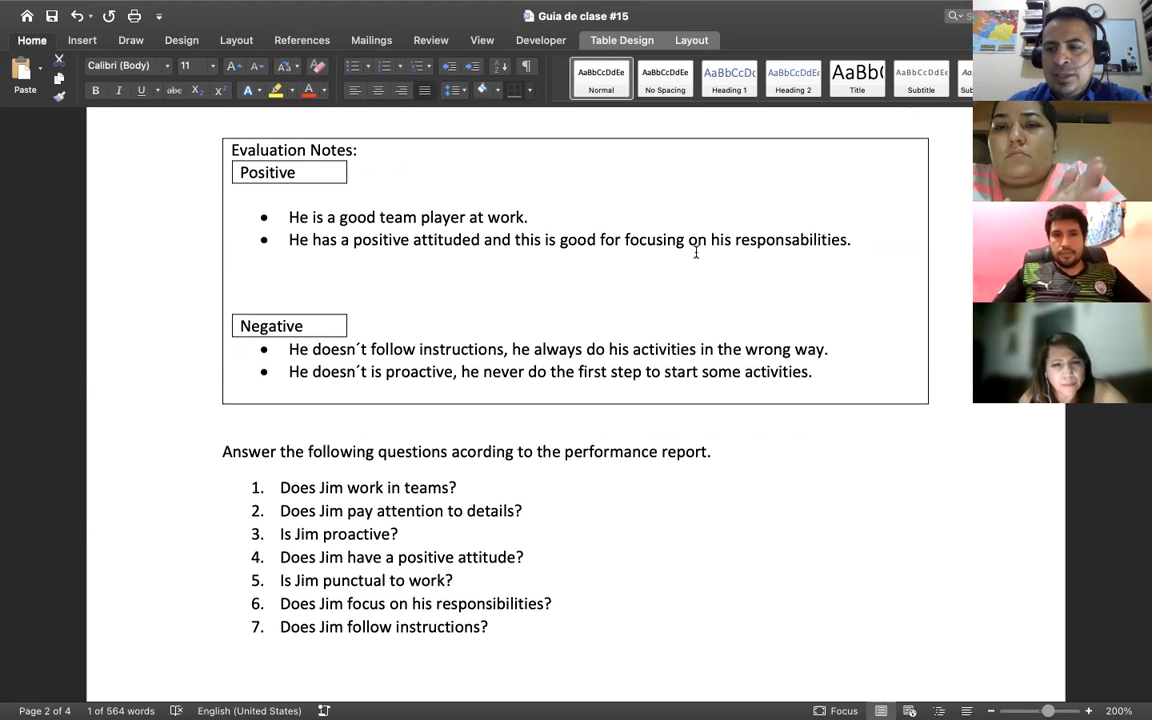 Guia de clase #15
Home Insert Draw Design Layout References Mailings Review View Developer Table Design Layout
Paste
Calibri (Body) 11
AaBbCcDdEe AaBbCcDdEe AaBbCcDc AaBbCcDdEe AaBb( AaBbCcDdEe
Normal No Spacing Heading 1 Heading 2 Title Subtitle
Evaluation Notes:
Positive
• He is a good team player at work.
• He has a positive attituded and this is good for focusing on his responsabilities.
Negative
• He doesn´t follow instructions, he always do his activities in the wrong way.
• He doesn´t is proactive, he never do the first step to start some activities.
Answer the following questions acording to the performance report.
1. Does Jim work in teams?
2. Does Jim pay attention to details?
3. Is Jim proactive?
4. Does Jim have a positive attitude?
5. Is Jim punctual to work?
6. Does Jim focus on his responsibilities?
7. Does Jim follow instructions?
Page 2 of 4 1 of 564 words English (United States) Focus 200%